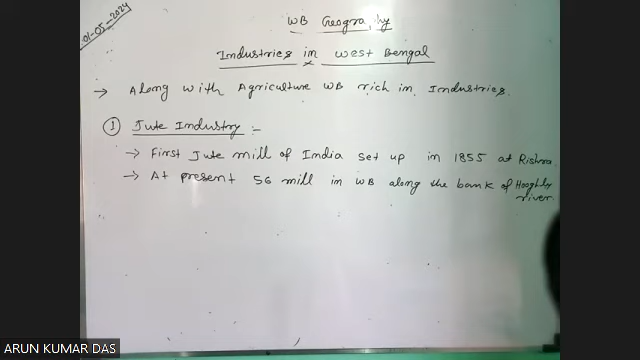 01-05-2024
WB Geography
Industries in West Bengal
→ Along with Agriculture WB rich in Industries.
① Jute Industry :-
→ First Jute mill of India set up in 1855 at Rishra
→ At present 56 mill in WB along the bank of Hooghly
river
ARUN KUMAR DAS